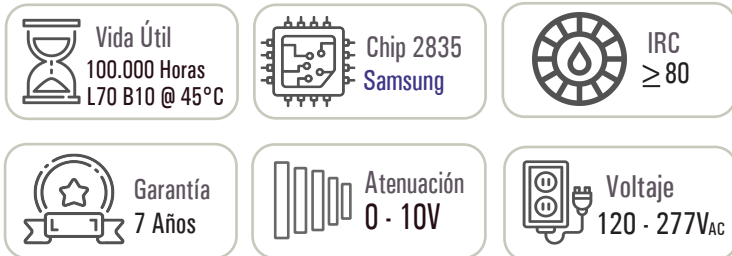 Vida Útil
100.000 Horas
L70 B10 @ 45°C
Chip 2835
Samsung
IRC
≥ 80
Garantía
7 Años
Atenuación
0 - 10V
Voltaje
120 - 277VAC